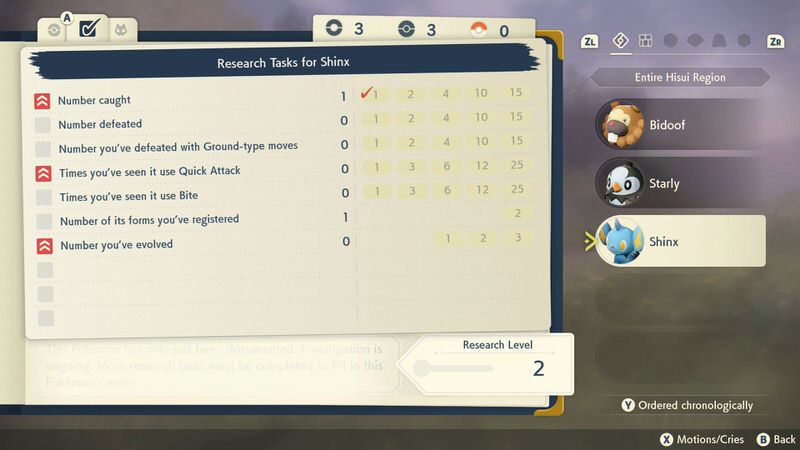 A
3 3 0
ZL ZR
Research Tasks for Shinx
Number caught 1 1 2 4 10 15
Number defeated 0 1 2 4 10 15
Number you've defeated with Ground-type moves 0 1 2 4 10 15
Times you've seen it use Quick Attack 0 1 3 6 12 25
Times you've seen it use Bite 0 1 3 6 12 25
Number of its forms you've registered 1 2
Number you've evolved 0 1 2 3
This Pokémon has only just been documented. Investigation is
ongoing. More research tasks must be completed to fill in this
Pokémon's entry.
Research Level
2
Entire Hisui Region
Bidoof
Starly
Shinx
Y Ordered chronologically
X Motions/Cries B Back